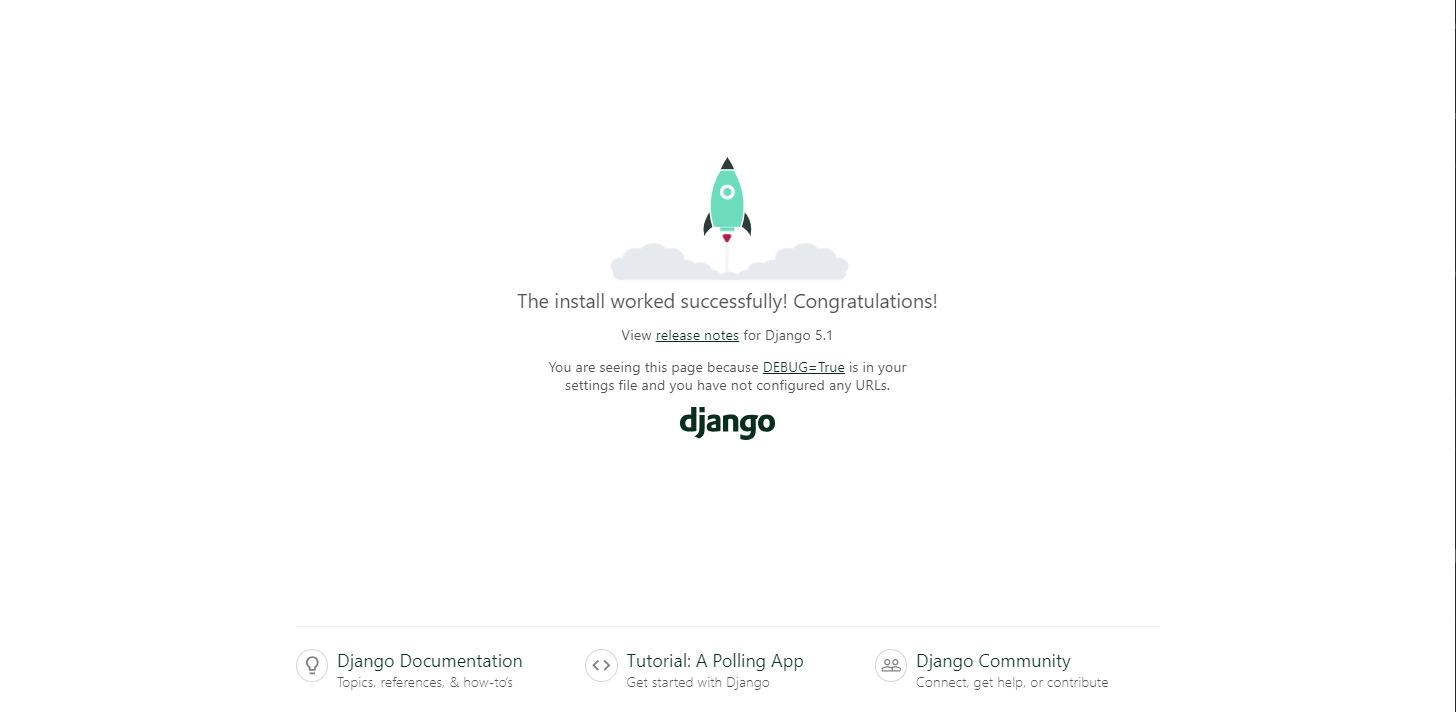 The install worked successfully! Congratulations!
View release notes for Django 5.1
You are seeing this page because DEBUG=True is in your
settings file and you have not configured any URLs.
django
Django Documentation
Topics, references, & how-to’s
Tutorial: A Polling App
Get started with Django
Django Community
Connect, get help, or contribute